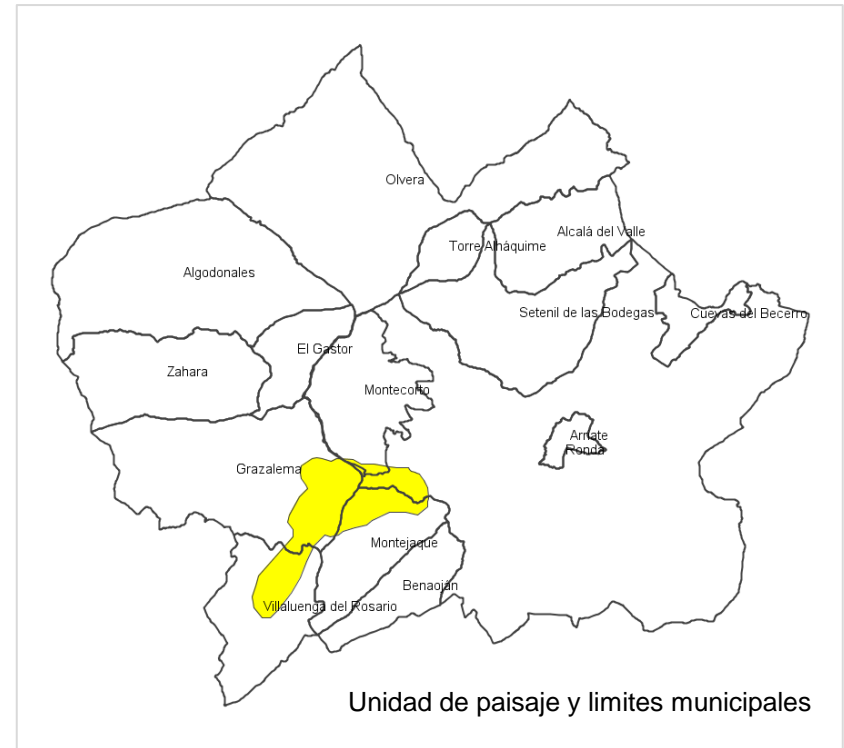 Olvera
Alcalá del Valle
Torre Alháquime
Algodonales
Setenil de las Bodegas
Cuevas del Becerro
El Gastor
Zahara
Montecorto
Arriate
Ronda
Grazalema
Montejaque
Benaoján
Villaluenga del Rosario
Unidad de paisaje y limites municipales